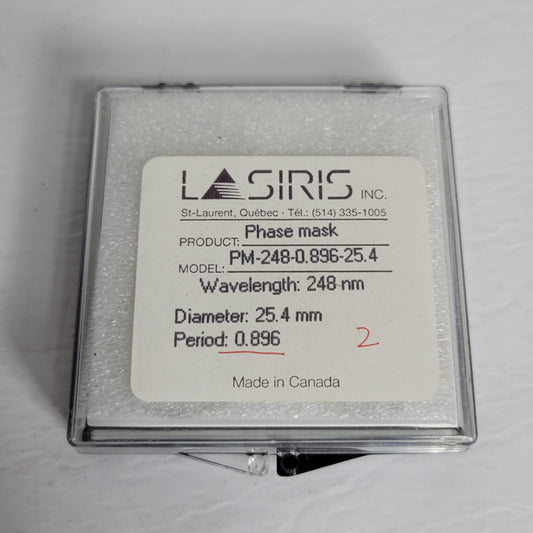 LASIRIS INC.
St-Laurent, Québec · Tél.: (514) 335-1005
PRODUCT: Phase mask
MODEL: PM-248-0.896-25.4
Wavelength: 248 nm
Diameter: 25.4 mm
Period: 0.896 2
Made in Canada